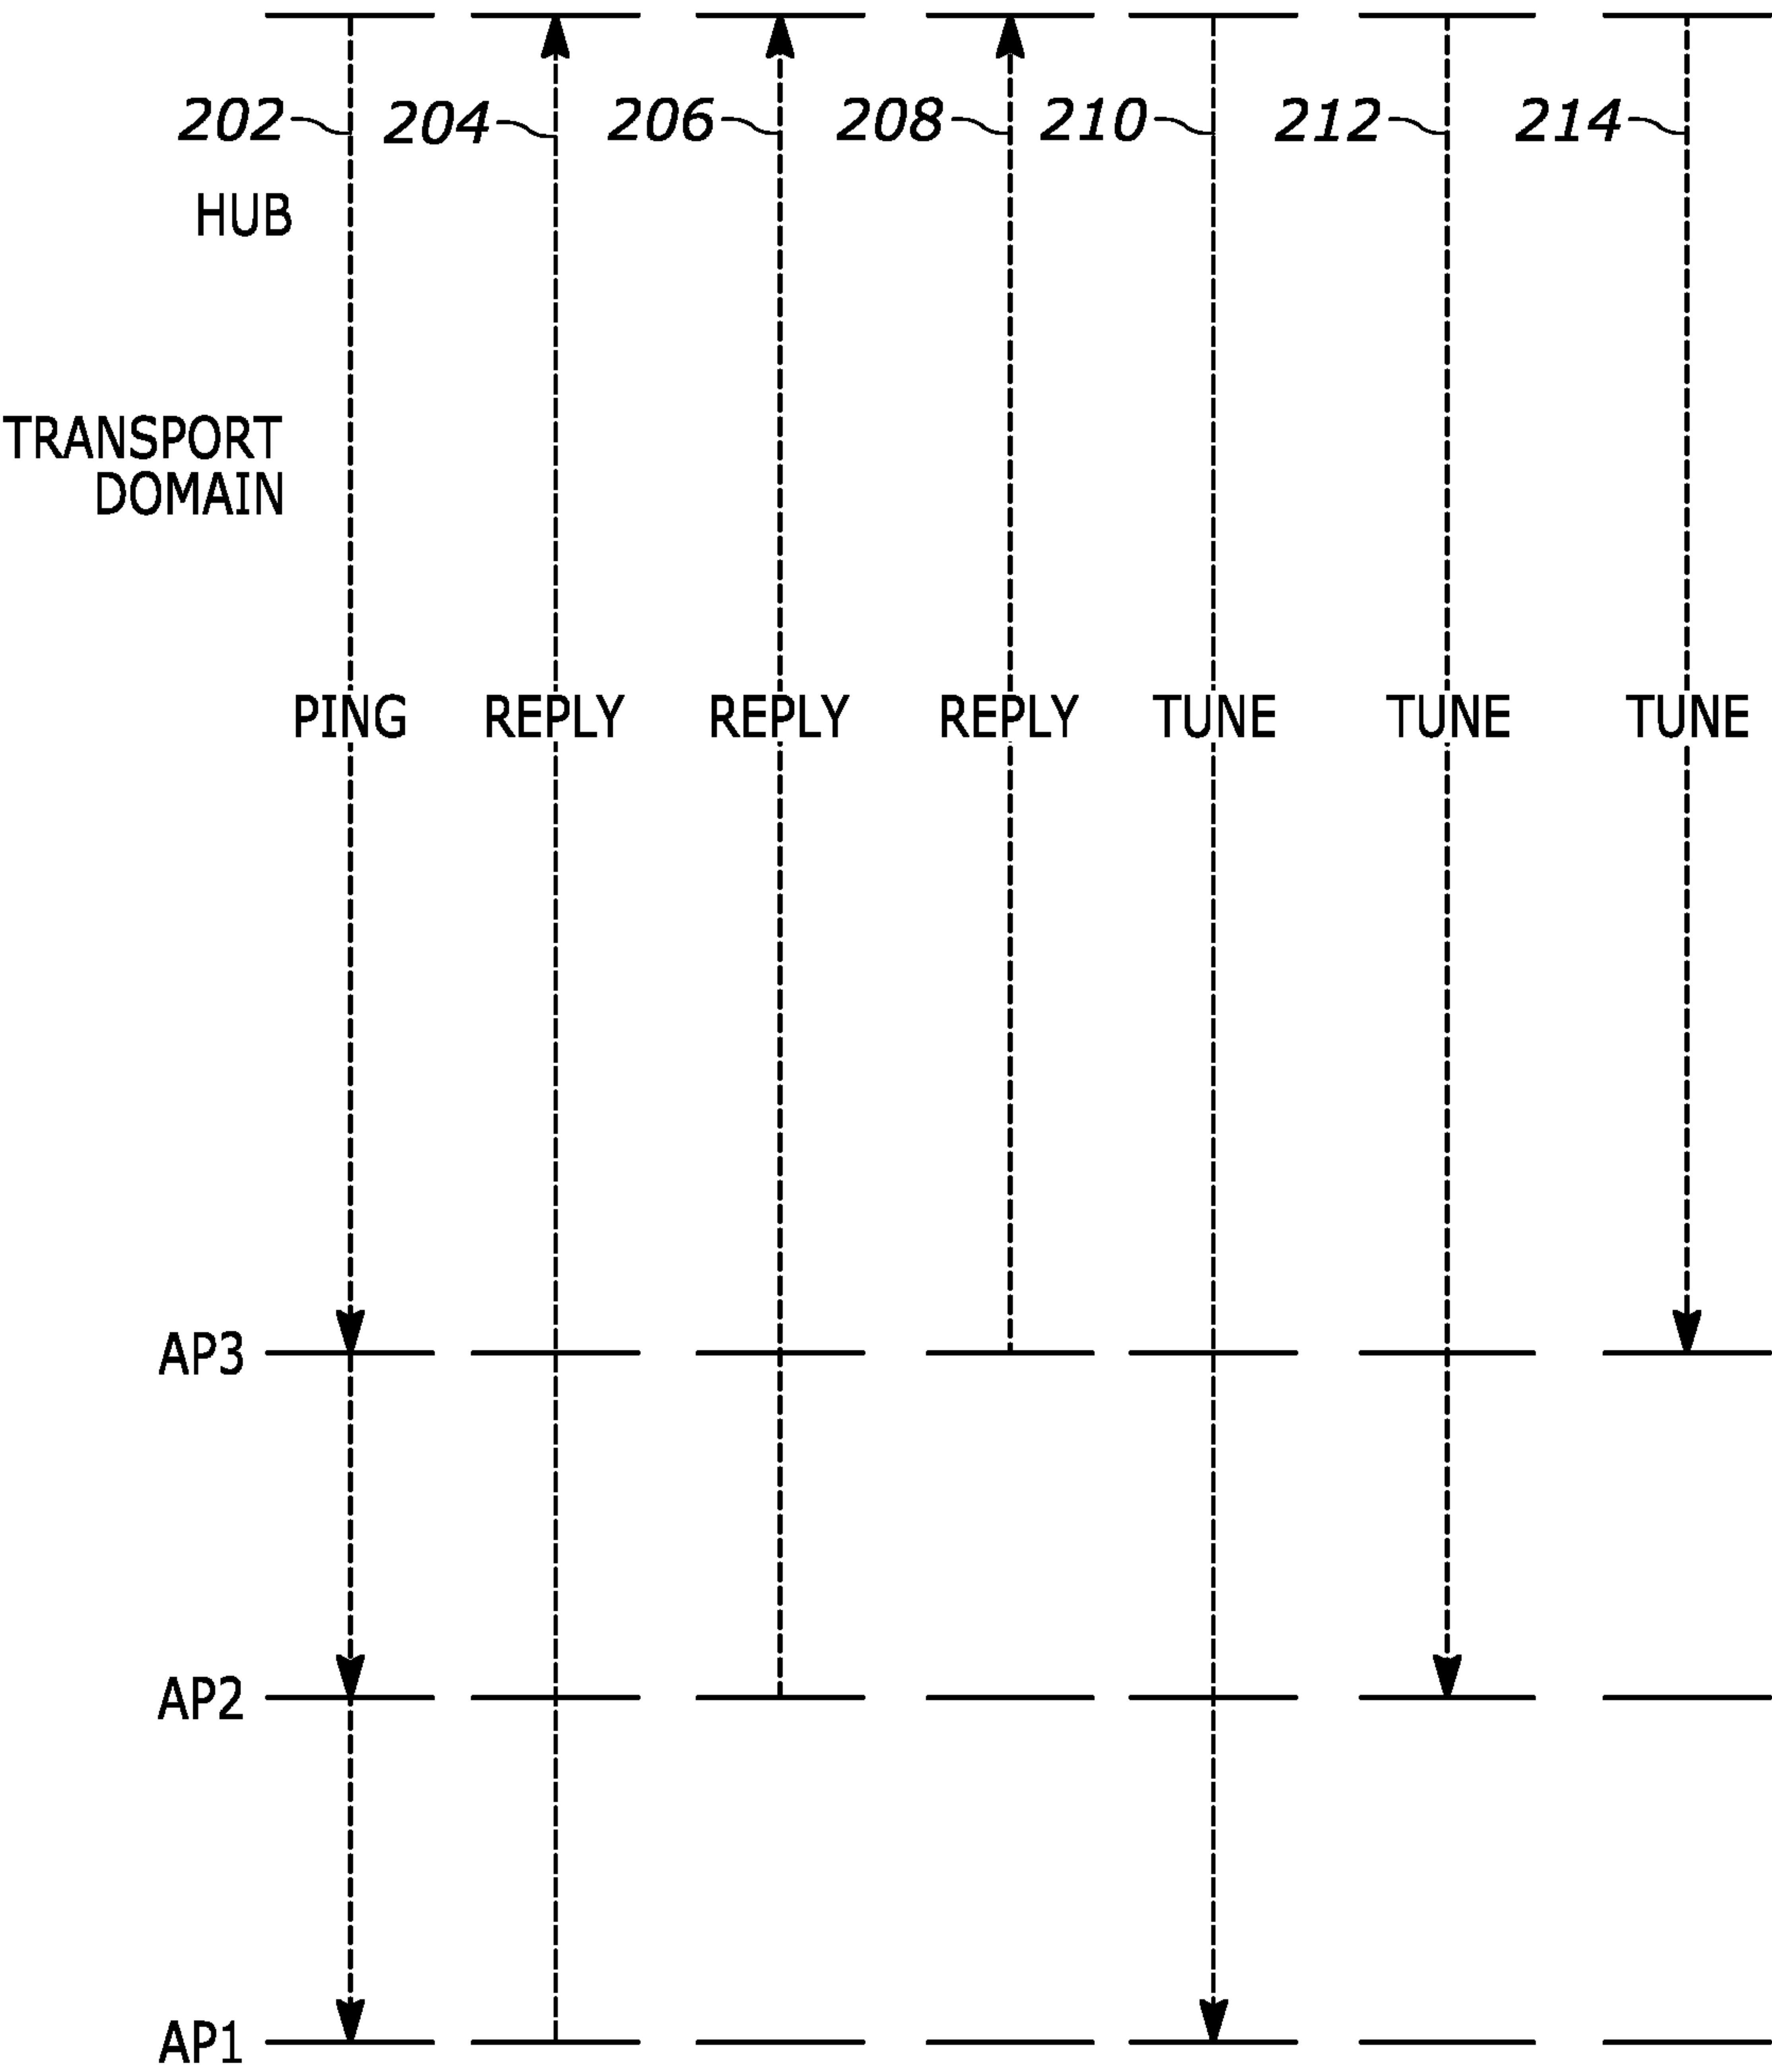 202 204 206 208 210 212 214
HUB
TRANSPORT
DOMAIN
PING REPLY REPLY REPLY TUNE TUNE TUNE
AP3
AP2
AP1